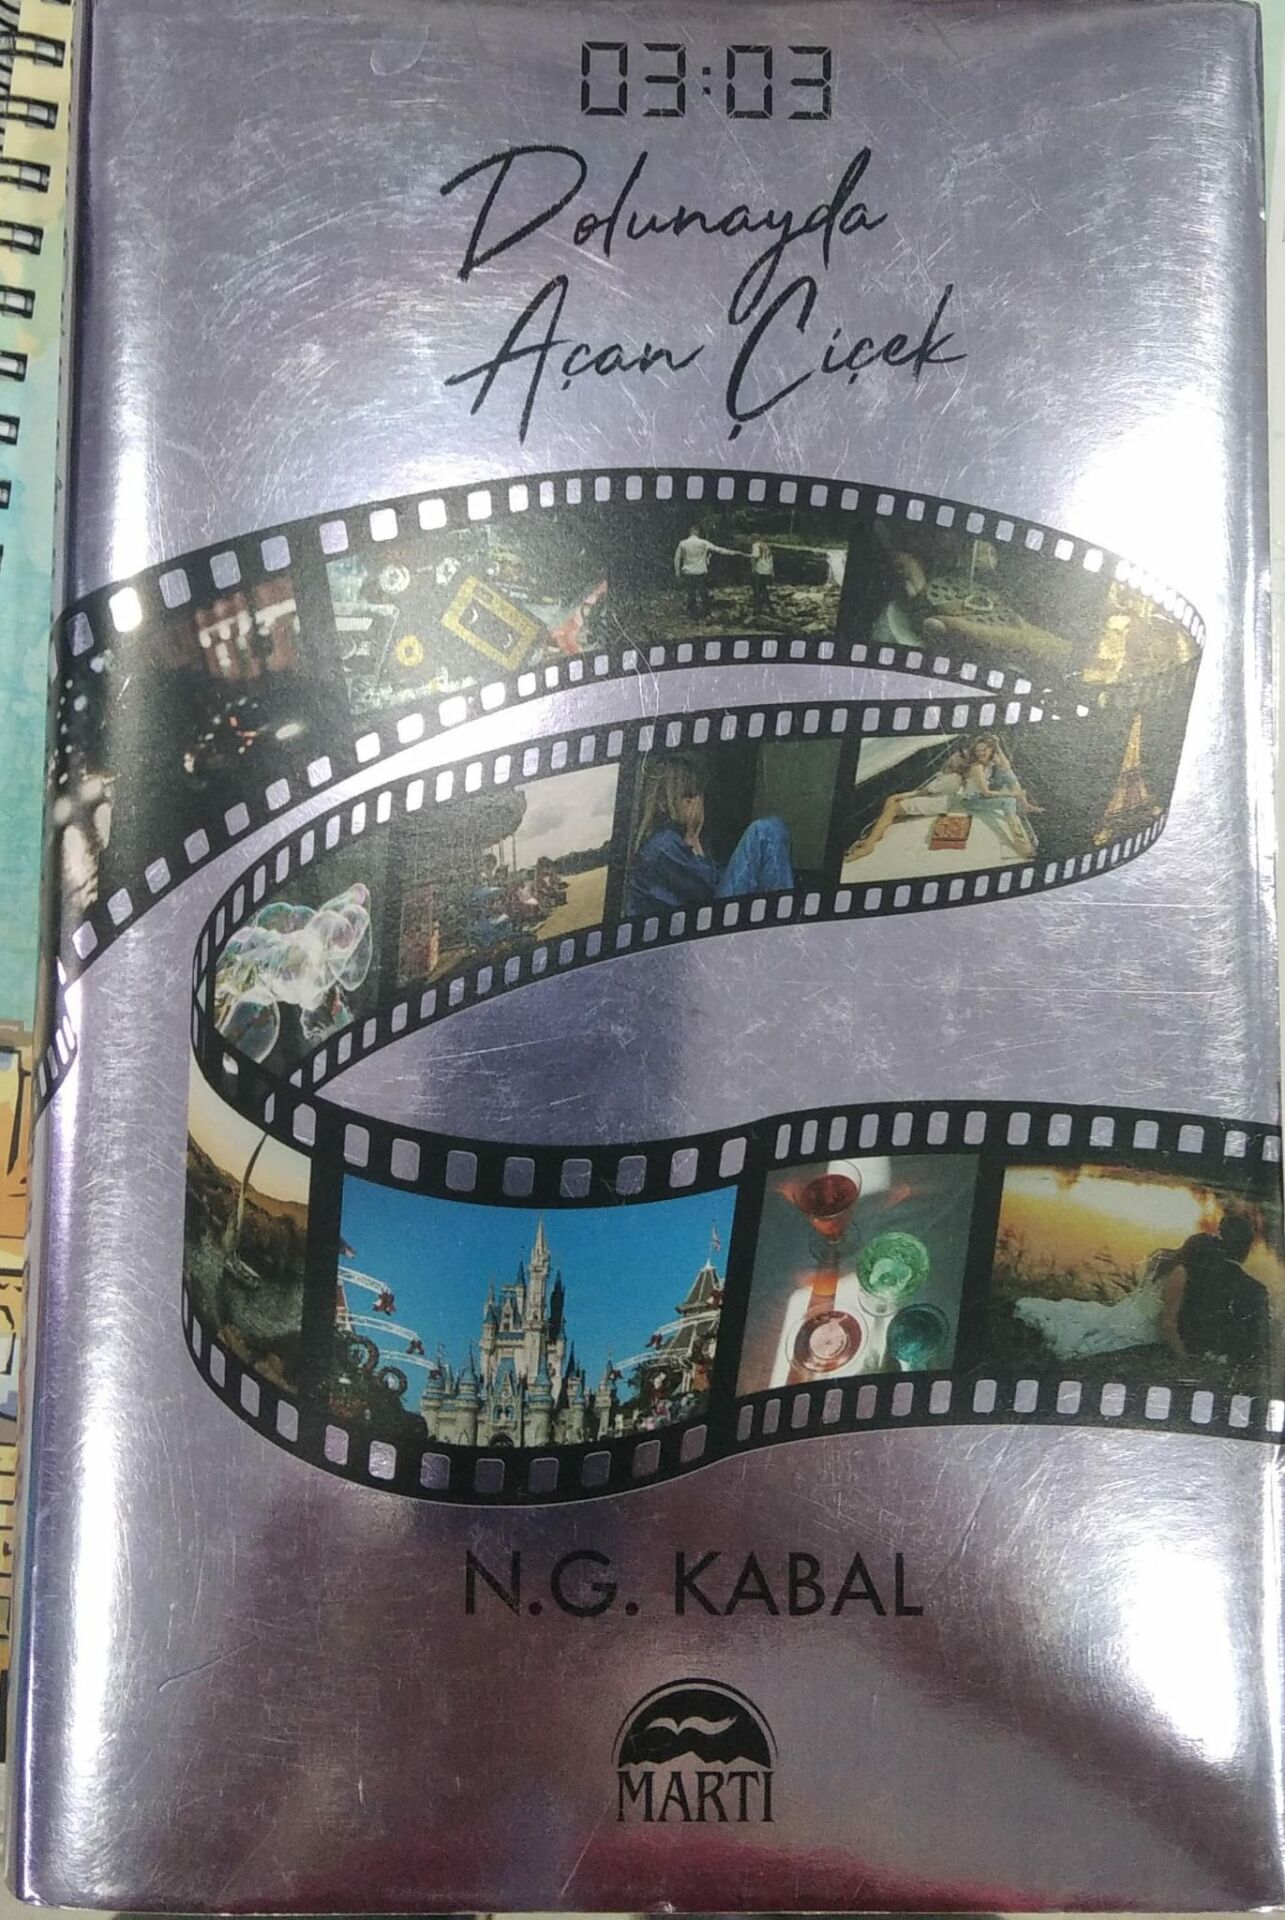 03:03
Dolunayda
Açan Çiçek
N.G. KABAL
MARTI